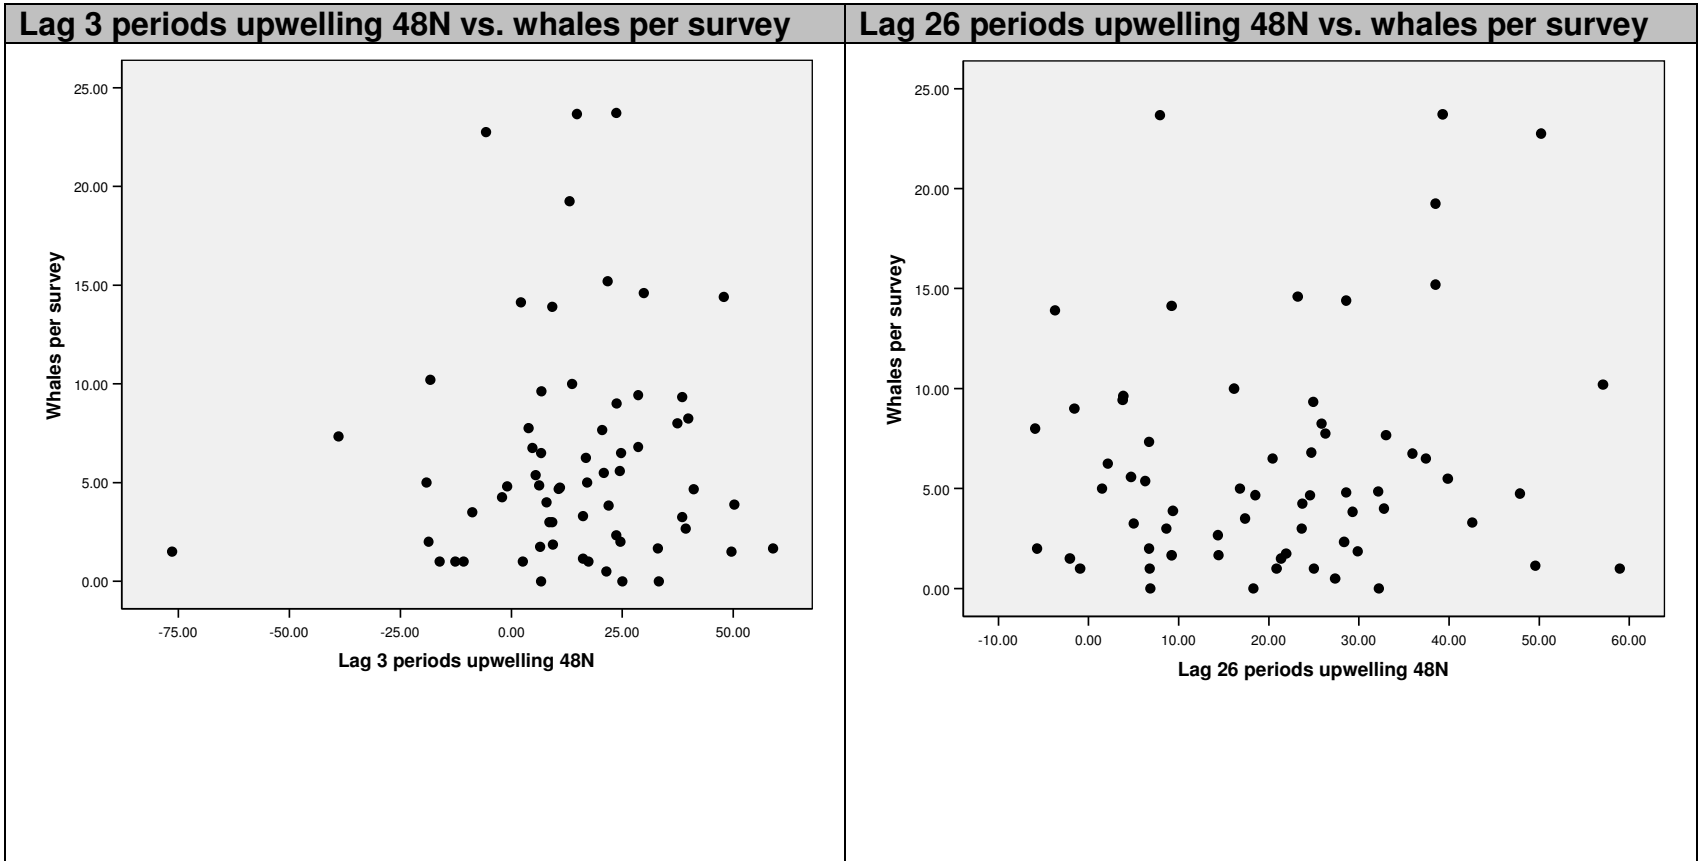 Lag 3 periods upwelling 48N vs. whales per survey
25.00
20.00
15.00
10.00
5.00
0.00
Whales per survey
-75.00 -50.00 -25.00 0.00 25.00 50.00
Lag 3 periods upwelling 48N
Lag 26 periods upwelling 48N vs. whales per survey
25.00
20.00
15.00
10.00
5.00
0.00
Whales per survey
-10.00 0.00 10.00 20.00 30.00 40.00 50.00 60.00
Lag 26 periods upwelling 48N